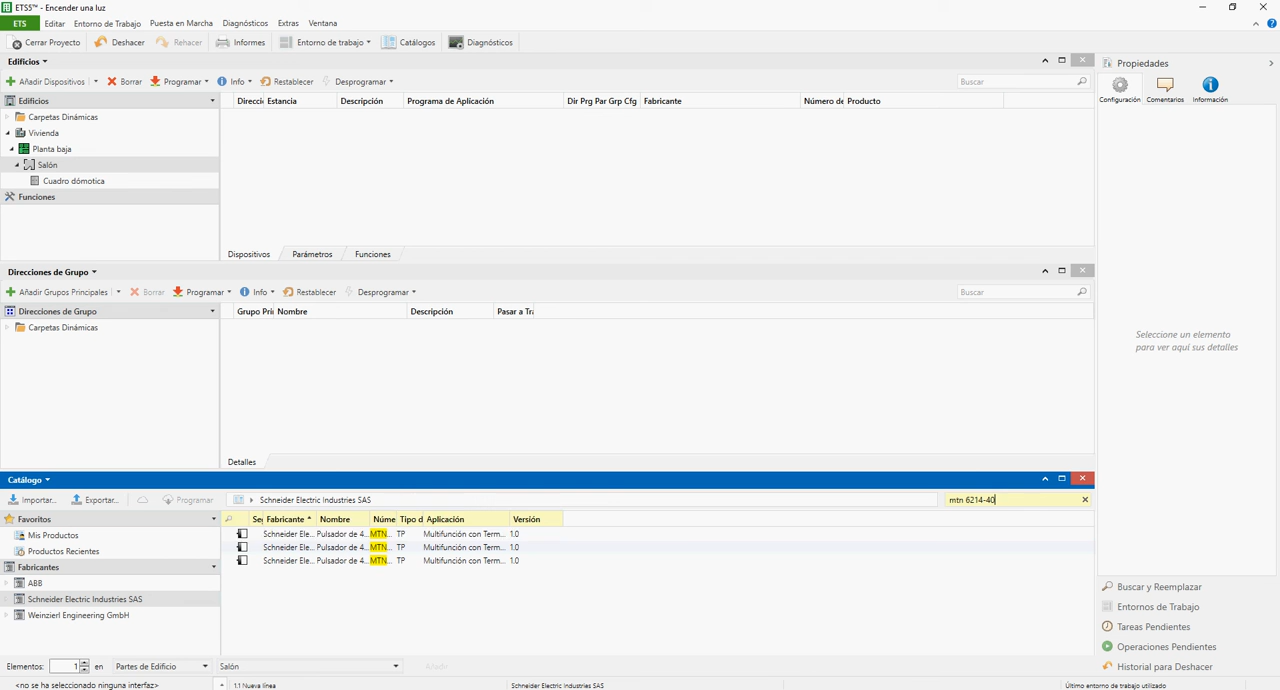 ETS5™ - Encender una luz
ETS Editar Entorno de Trabajo Puesta en Marcha Diagnósticos Extras Ventana
Cerrar Proyecto Deshacer Rehacer Informes Entorno de trabajo Catálogos Diagnósticos
Edificios
Añadir Dispositivos Borrar Programar Info Restablecer Desprogramar Buscar
Edificios
Direcci Estancia Descripción Programa de Aplicación Dir Prg Par Grp Cfg Fabricante Número de Producto
Carpetas Dinámicas
Vivienda
Planta baja
Salón
Cuadro dómotica
Funciones
Dispositivos Parámetros Funciones
Direcciones de Grupo
Añadir Grupos Principales Borrar Programar Info Restablecer Desprogramar Buscar
Direcciones de Grupo
Grupo Pri Nombre Descripción Pasar a Tra
Carpetas Dinámicas
Detalles
Catálogo
Importar... Exportar... Programar Schneider Electric Industries SAS mtn 6214-40
Favoritos
Mis Productos
Productos Recientes
Fabricantes
ABB
Schneider Electric Industries SAS
Weinzierl Engineering GmbH
Fabricante Nombre Núme Tipo d Aplicación Versión
Schneider Ele... Pulsador de 4... MTN... TP Multifunción con Term... 1.0
Schneider Ele... Pulsador de 4... MTN... TP Multifunción con Term... 1.0
Schneider Ele... Pulsador de 4... MTN... TP Multifunción con Term... 1.0
Elementos: 1 en Partes de Edificio Salón Añadir
<no se ha seleccionado ninguna interfaz> 1.1 Nueva línea Schneider Electric Industries SAS Último entorno de trabajo utilizado
Propiedades
Configuración Comentarios Información
Seleccione un elemento
para ver aquí sus detalles
Buscar y Reemplazar
Entornos de Trabajo
Tareas Pendientes
Operaciones Pendientes
Historial para Deshacer